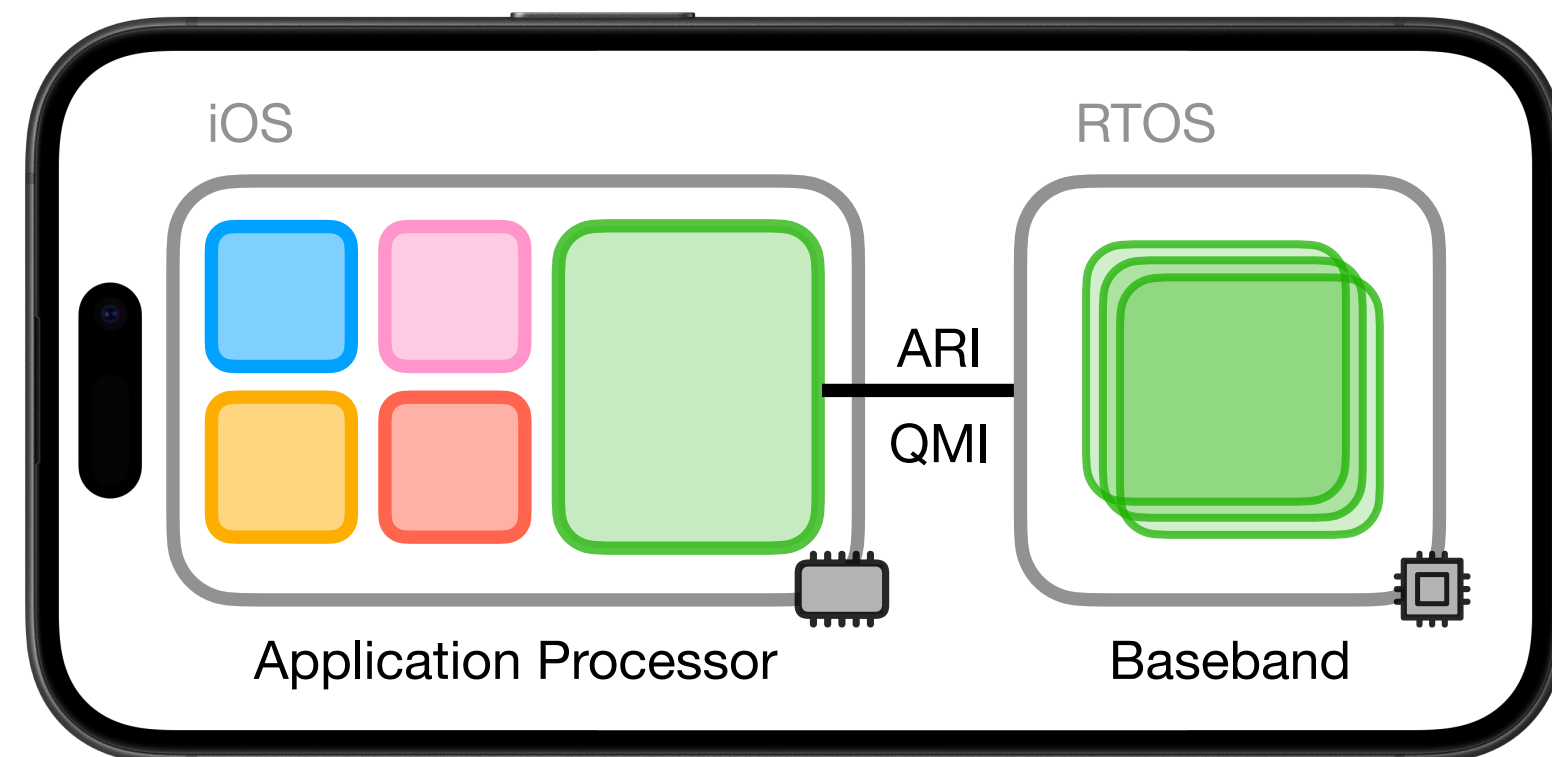 iOS
RTOS
ARI
QMI
Application Processor
Baseband